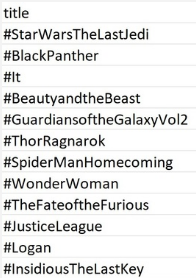 title
#StarWarsTheLastJedi
#BlackPanther
#It
#BeautyandtheBeast
#GuardiansoftheGalaxyVol2
#ThorRagnarok
#SpiderManHomecoming
#WonderWoman
#TheFateoftheFurious
#JusticeLeague
#Logan
#InsidiousTheLastKey